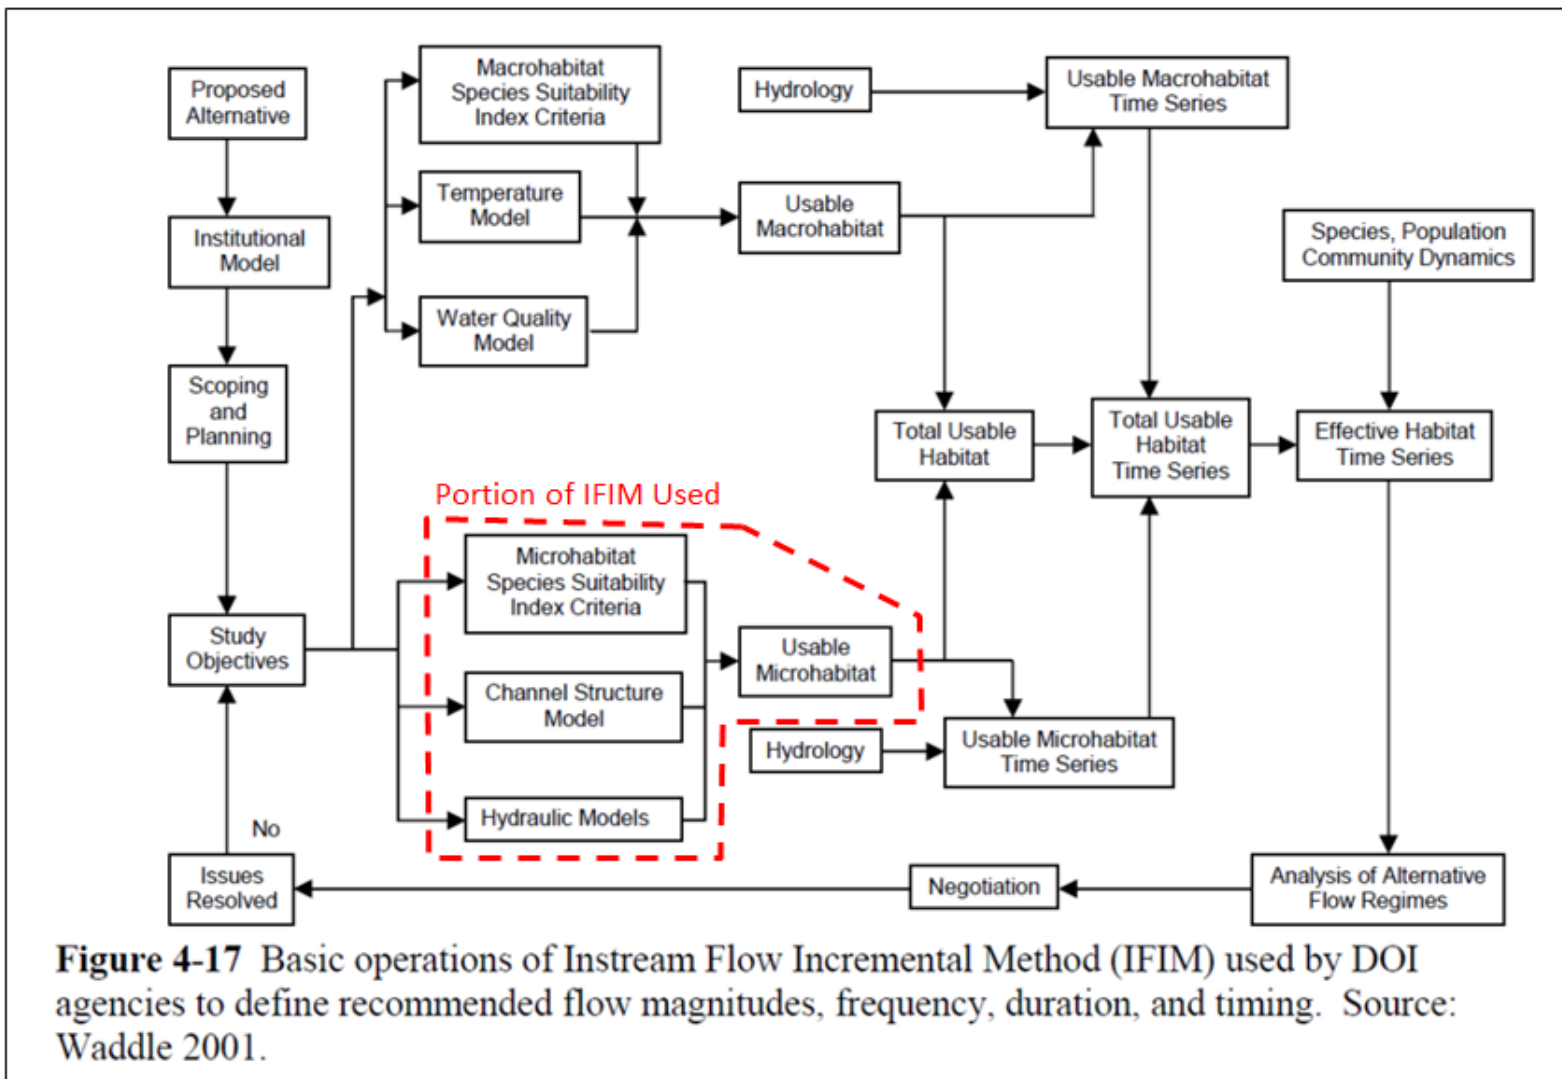 Proposed
Alternative
Institutional
Model
Scoping
and
Planning
Study
Objectives
Macrohabitat
Species Suitability
Index Criteria
Temperature
Model
Water Quality
Model
Hydrology
Usable
Macrohabitat
Usable Macrohabitat
Time Series
Species, Population
Community Dynamics
Total Usable
Habitat
Total Usable
Habitat
Time Series
Effective Habitat
Time Series
Portion of IFIM Used
Microhabitat
Species Suitability
Index Criteria
Channel Structure
Model
Hydraulic Models
Usable
Microhabitat
Hydrology
Usable Microhabitat
Time Series
Analysis of Alternative
Flow Regimes
Negotiation
Issues
Resolved
No
Figure 4-17 Basic operations of Instream Flow Incremental Method (IFIM) used by DOI
agencies to define recommended flow magnitudes, frequency, duration, and timing. Source:
Waddle 2001.